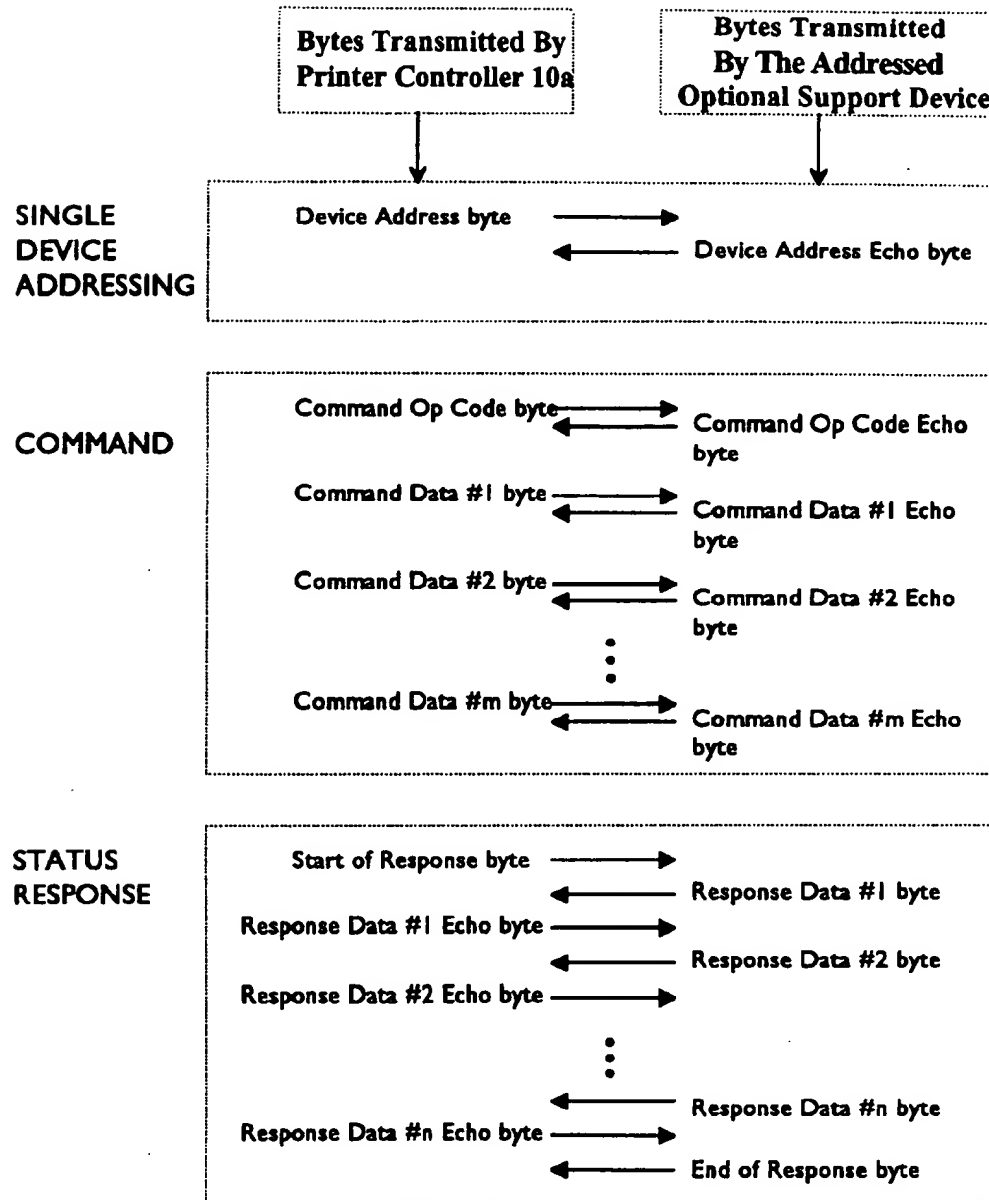 Bytes Transmitted By
Printer Controller 10a
Bytes Transmitted
By The Addressed
Optional Support Device
SINGLE
DEVICE
ADDRESSING
Device Address byte
Device Address Echo byte
COMMAND
Command Op Code byte
Command Op Code Echo
byte
Command Data #1 byte
Command Data #1 Echo
byte
Command Data #2 byte
Command Data #2 Echo
byte
Command Data #m byte
Command Data #m Echo
byte
STATUS
RESPONSE
Start of Response byte
Response Data #1 byte
Response Data #1 Echo byte
Response Data #2 byte
Response Data #2 Echo byte
Response Data #n byte
Response Data #n Echo byte
End of Response byte